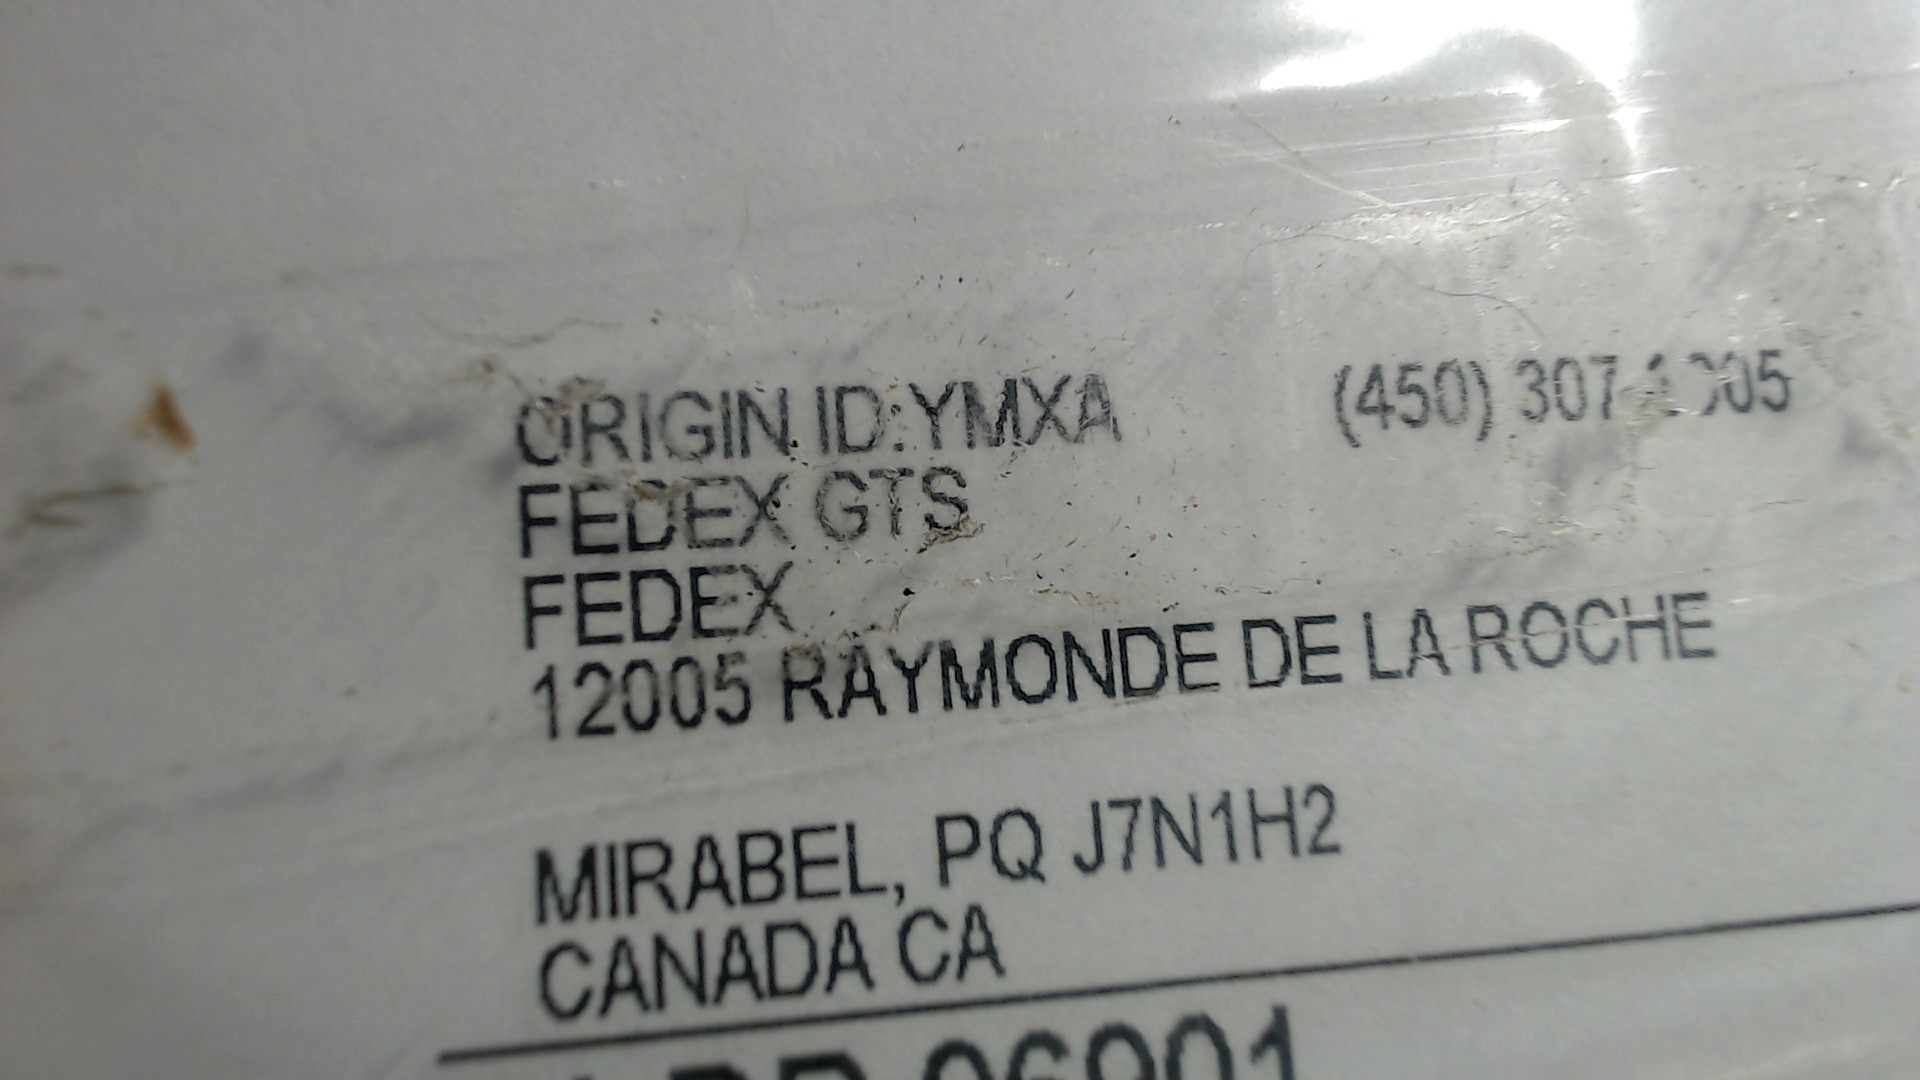 ORIGIN ID:YMXA (450)
FEDEX GTS
FEDEX
12005 RAYMONDE DE LA ROCHE
MIRABEL, PQ J7N1H2
CANADA CA